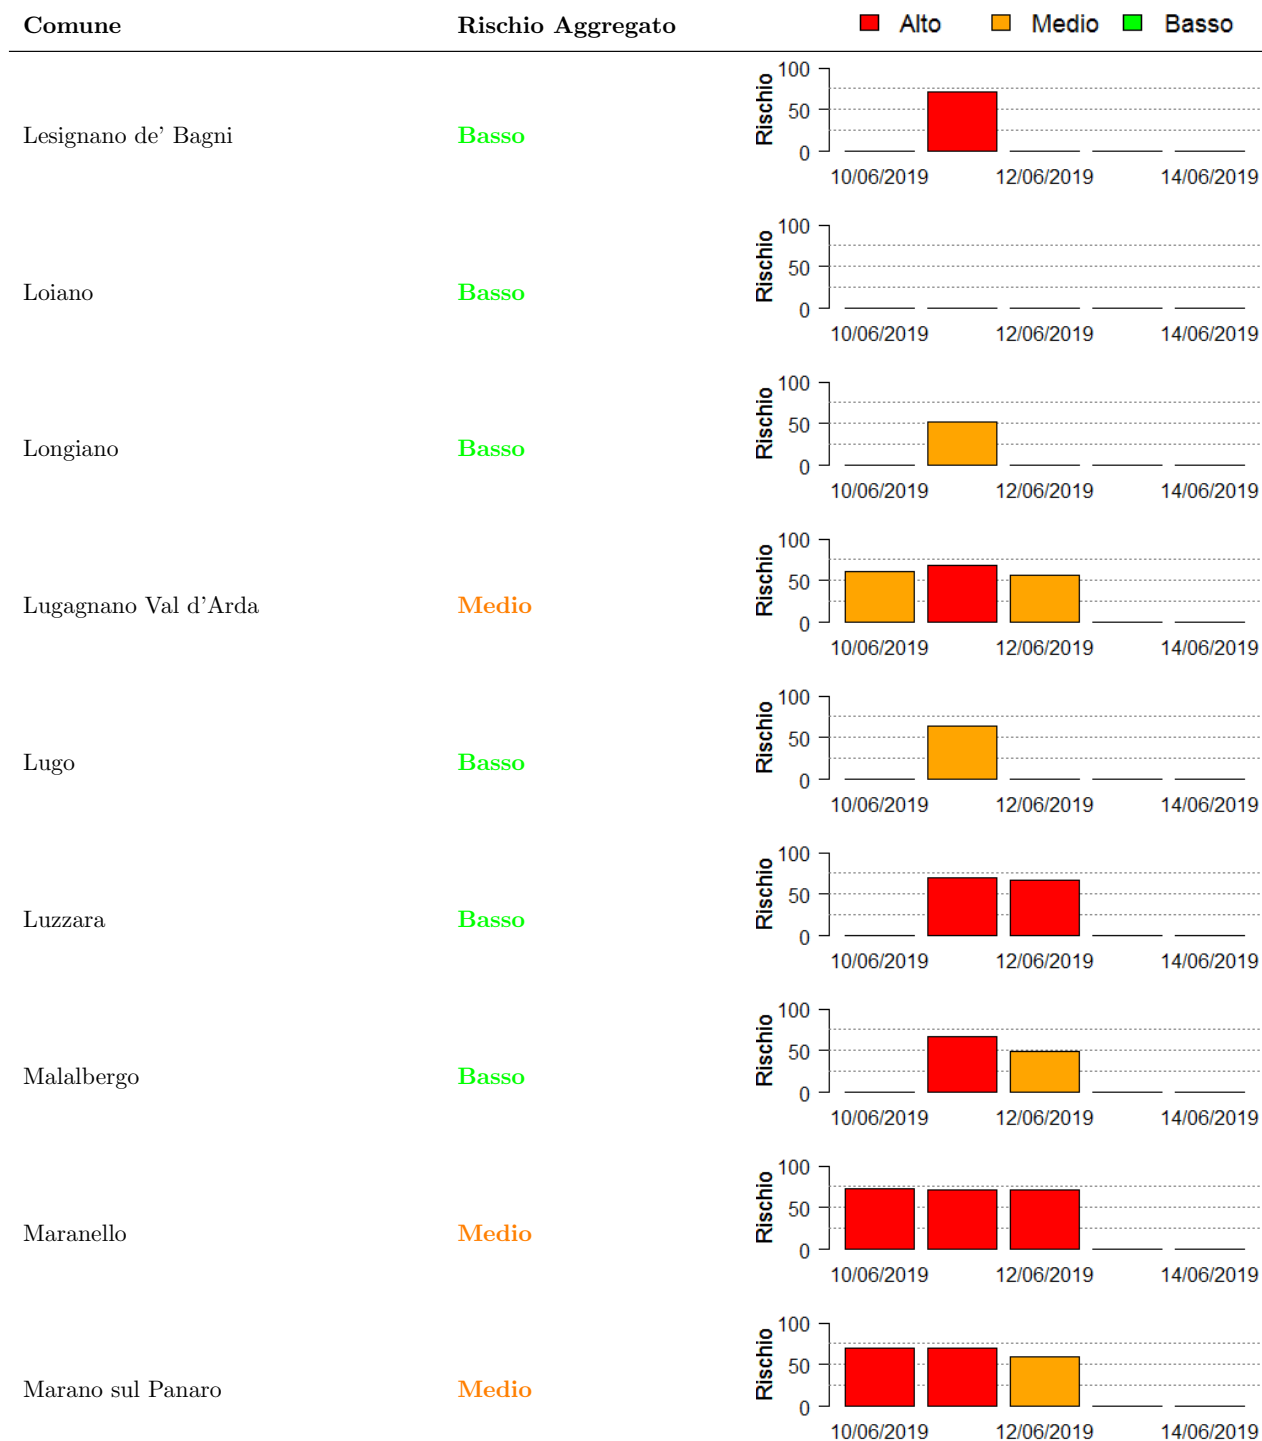 Comune Rischio Aggregato Alto Medio Basso
Lesignano de' Bagni Basso Rischio 100 50 0
10/06/2019 12/06/2019 14/06/2019
Loiano Basso Rischio 100 50 0
10/06/2019 12/06/2019 14/06/2019
Longiano Basso Rischio 100 50 0
10/06/2019 12/06/2019 14/06/2019
Lugagnano Val d'Arda Medio Rischio 100 50 0
10/06/2019 12/06/2019 14/06/2019
Lugo Basso Rischio 100 50 0
10/06/2019 12/06/2019 14/06/2019
Luzzara Basso Rischio 100 50 0
10/06/2019 12/06/2019 14/06/2019
Malalbergo Basso Rischio 100 50 0
10/06/2019 12/06/2019 14/06/2019
Maranello Medio Rischio 100 50 0
10/06/2019 12/06/2019 14/06/2019
Marano sul Panaro Medio Rischio 100 50 0
10/06/2019 12/06/2019 14/06/2019